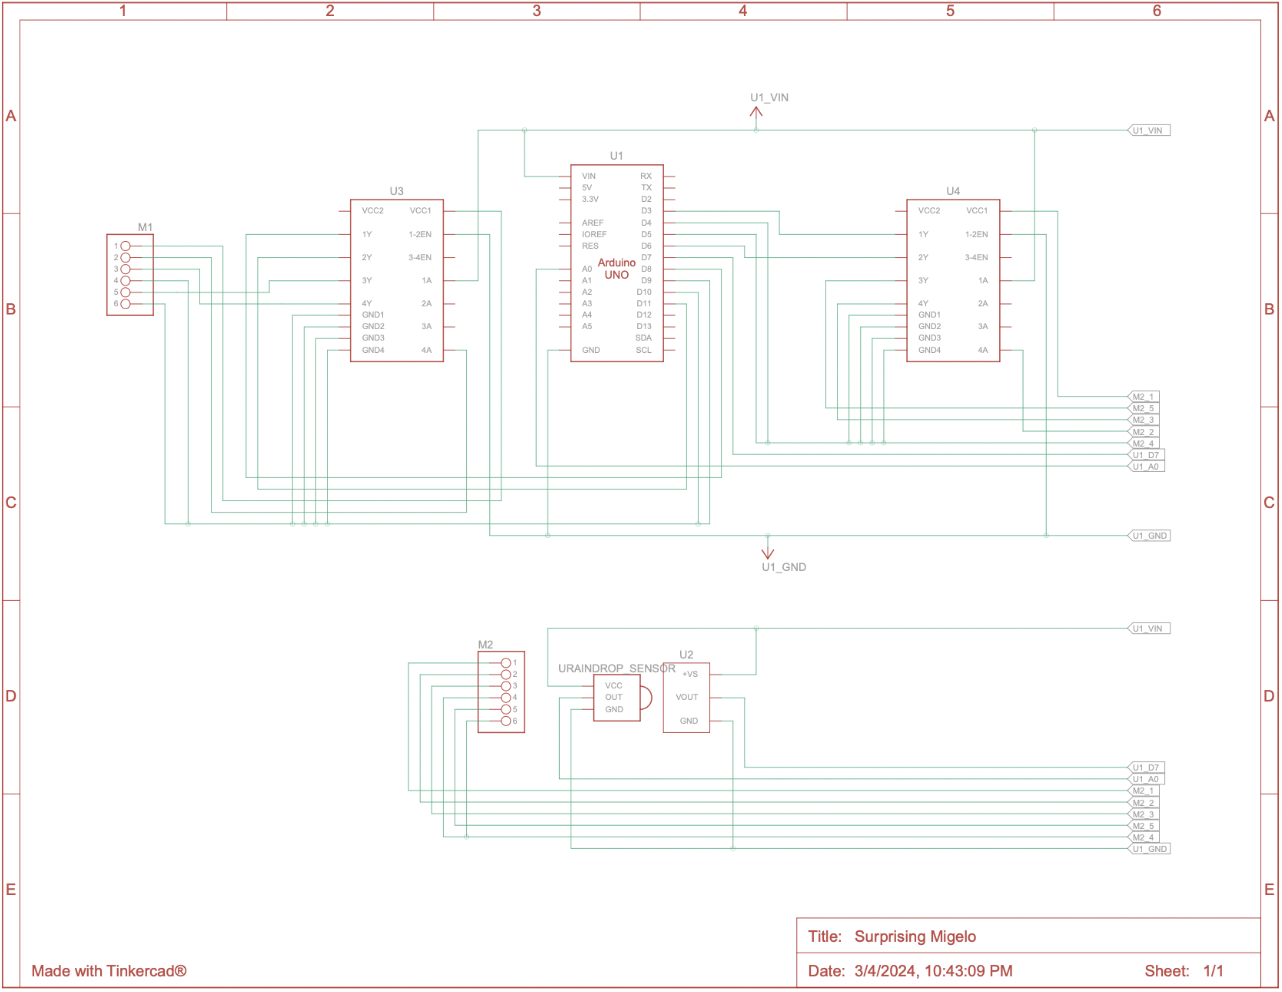 1 2 3 4 5 6
A A
U1_VIN
U1_VIN
U1
VIN RX
5V TX
3.3V D2
D3
AREF D4
IOREF D5
RES D6
D7
A0 D8
A1 D9
A2 D10
A3 D11
A4 D12
A5 D13
SDA
GND SCL
Arduino
UNO
U3
VCC2 VCC1
1Y 1-2EN
2Y 3-4EN
3Y 1A
4Y 2A
GND1
GND2 3A
GND3
GND4 4A
U4
VCC2 VCC1
1Y 1-2EN
2Y 3-4EN
3Y 1A
4Y 2A
GND1
GND2 3A
GND3
GND4 4A
M1
1
2
3
4
5
6
B B
M2_1
M2_5
M2_3
M2_2
M2_4
U1_D7
U1_A0
C C
U1_GND
U1_GND
U1_VIN
M2
1
2
3
4
5
6
URAINDROP_SENSOR
VCC
OUT
GND
U2
+VS
VOUT
GND
D D
U1_D7
U1_A0
M2_1
M2_2
M2_3
M2_5
M2_4
U1_GND
E E
Title: Surprising Migelo
Made with Tinkercad®
Date: 3/4/2024, 10:43:09 PM Sheet: 1/1